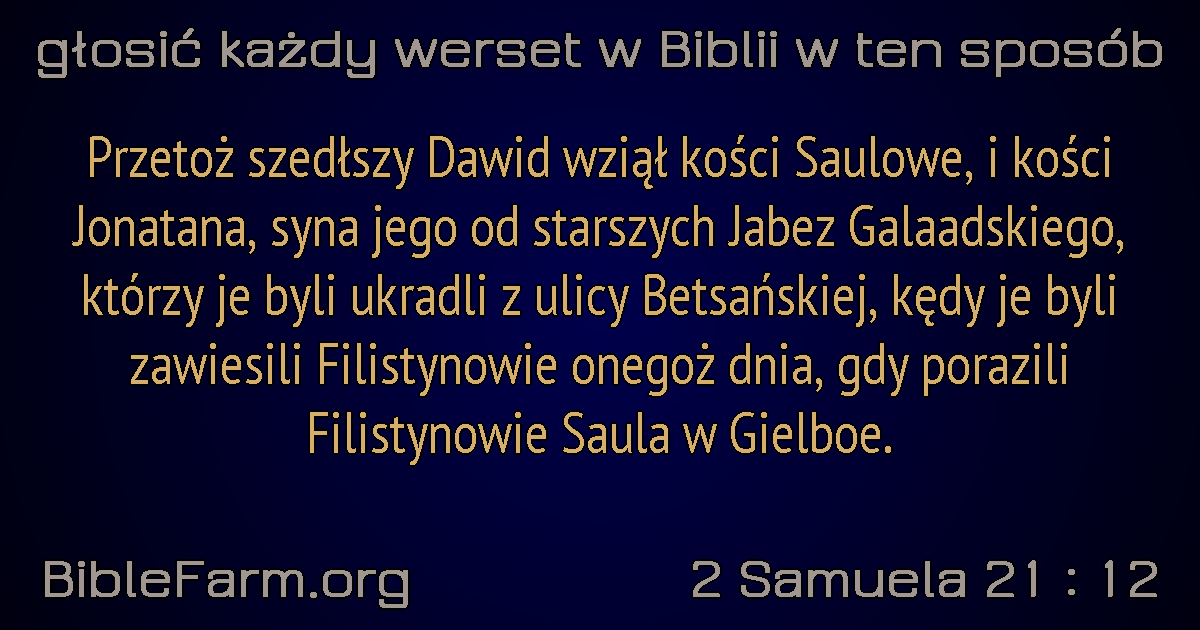 głosić każdy werset w Biblii w ten sposób
Przetoż szedłszy Dawid wziął kości Saulowe, i kości
Jonatana, syna jego od starszych Jabez Galaadskiego,
którzy je byli ukradli z ulicy Betsańskiej, kędy je byli
zawiesili Filistynowie onegoż dnia, gdy porazili
Filistynowie Saula w Gielboe.
BibleFarm.org
2 Samuela 21 : 12